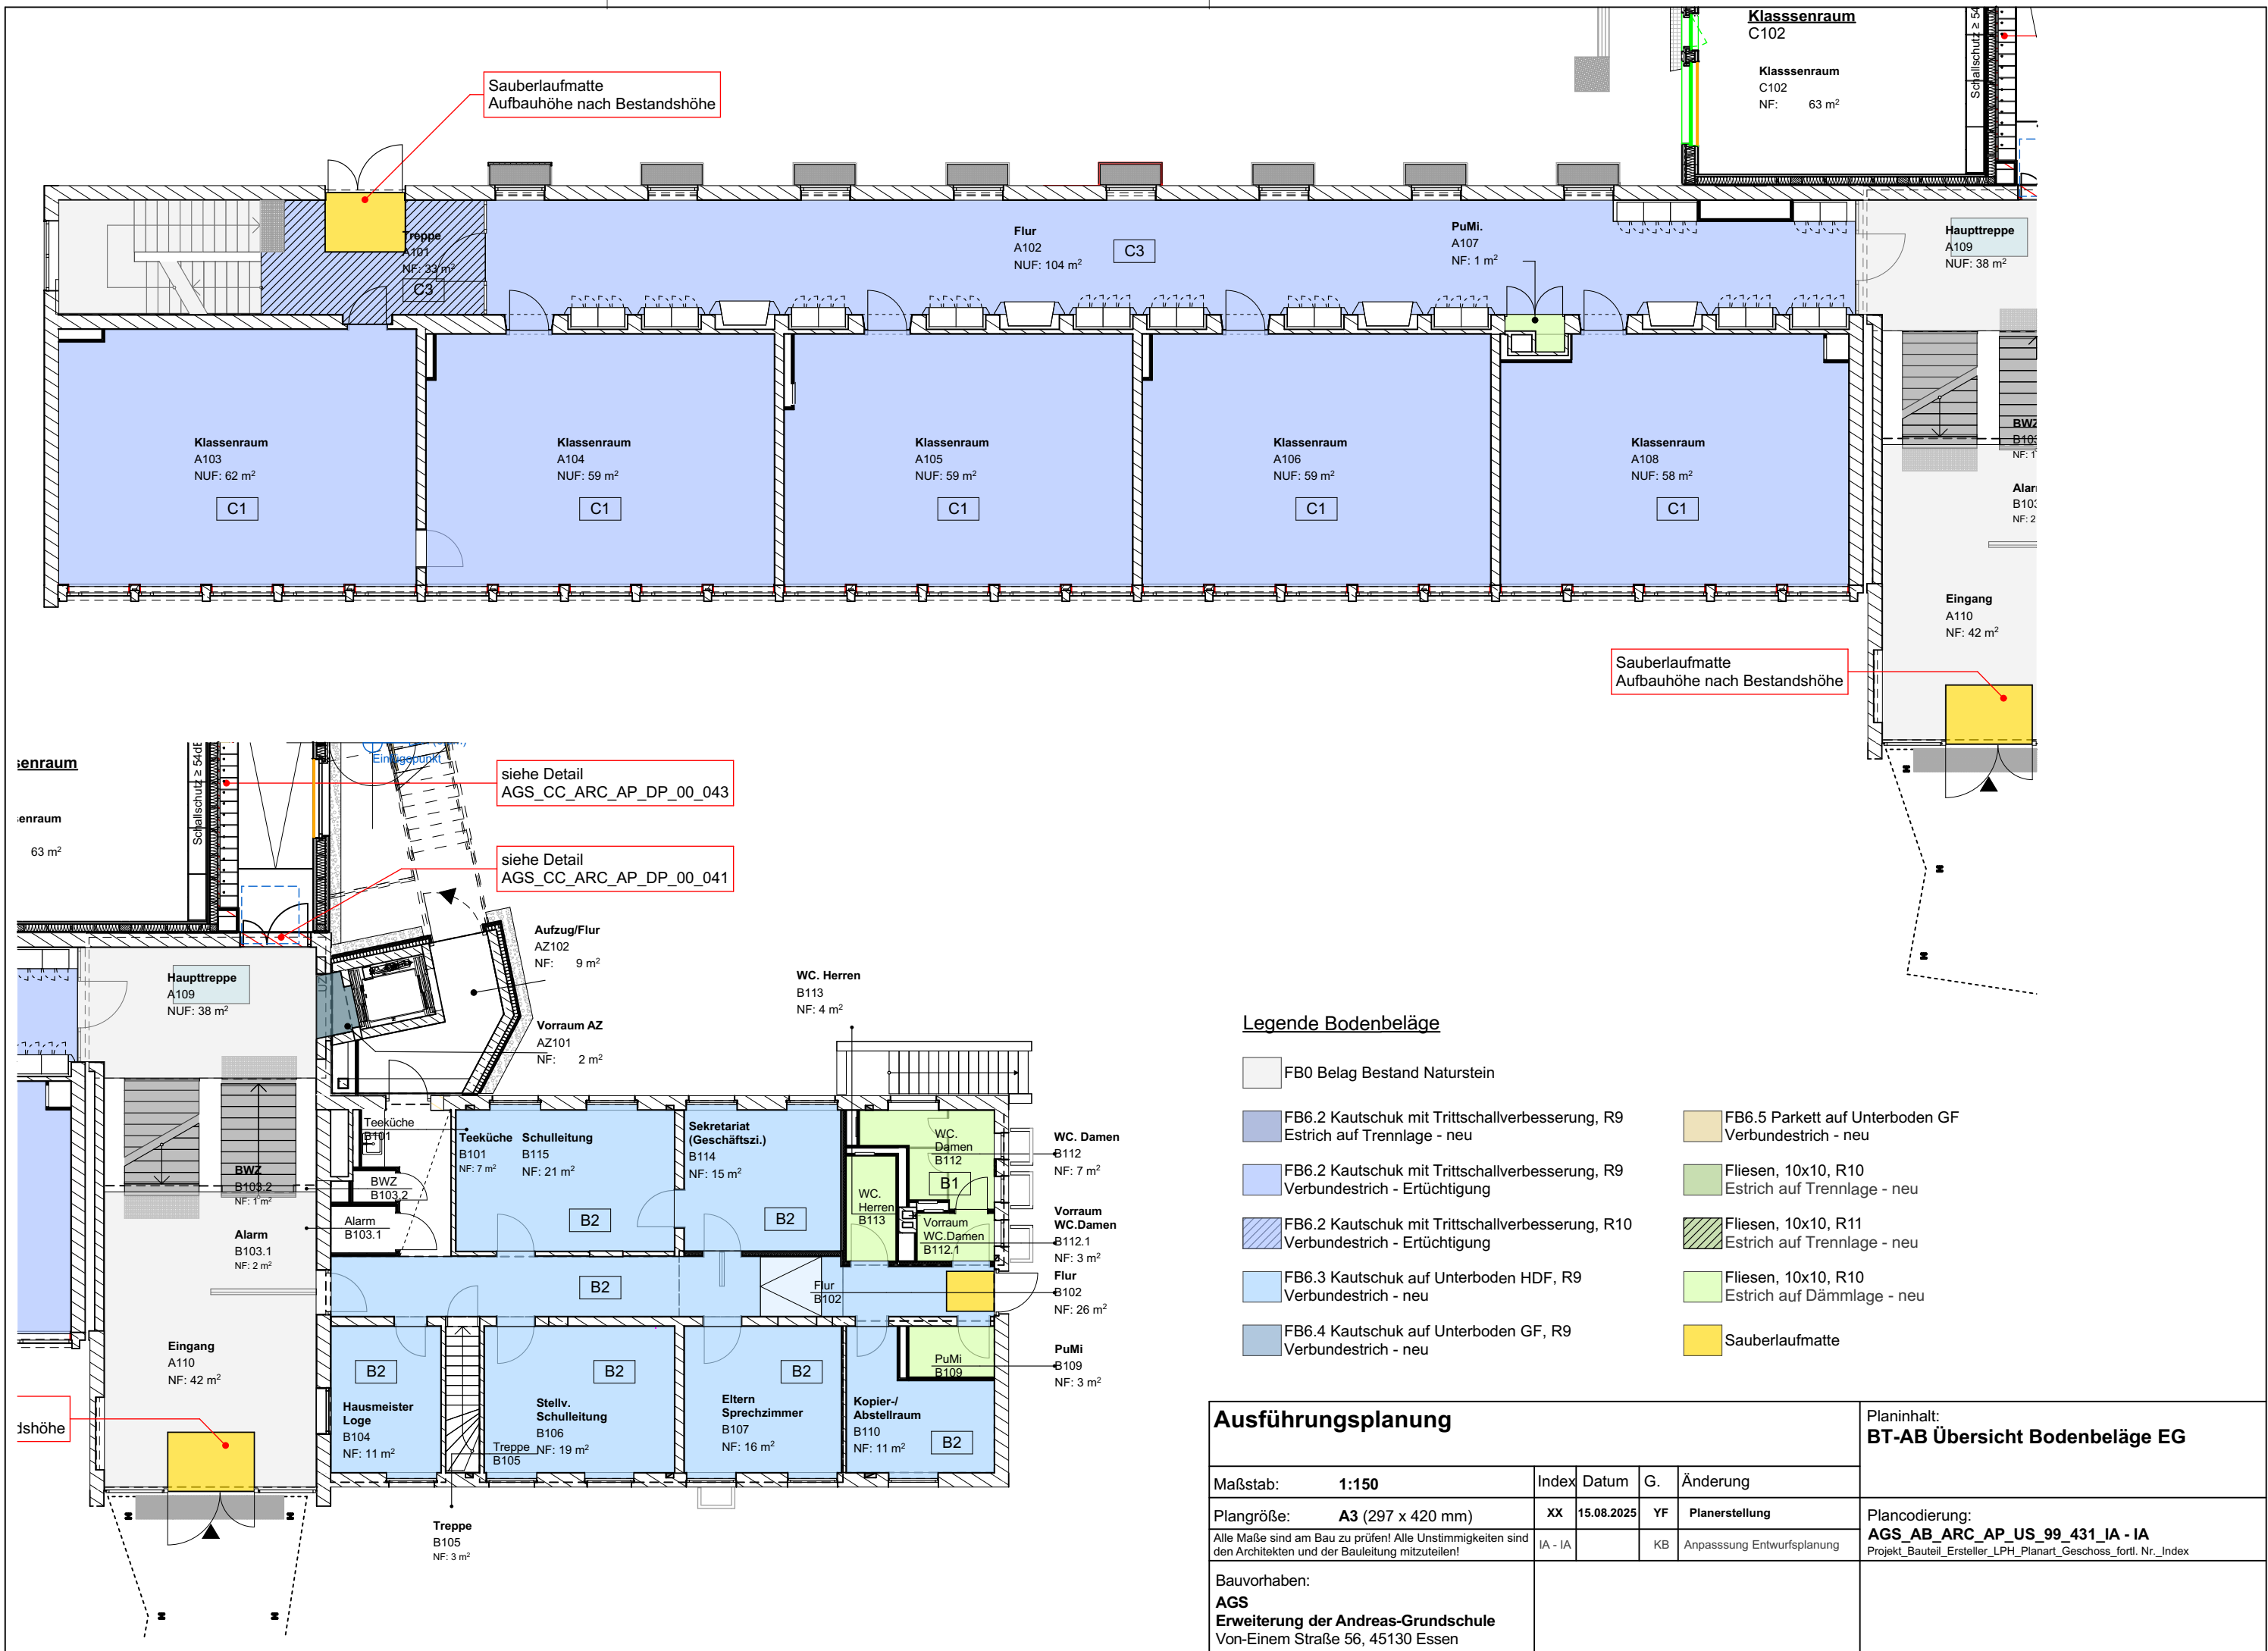 Klasssenraum
C102
Klasssenraum
C102
NF: 63 m²
Schallschutz ≥ 54
Sauberlaufmatte
Aufbauhöhe nach Bestandshöhe
Treppe
A101
NF: 33 m²
C3
Flur
A102
NUF: 104 m²
C3
PuMi.
A107
NF: 1 m²
Haupttreppe
A109
NUF: 38 m²
Klassenraum
A103
NUF: 62 m²
C1
Klassenraum
A104
NUF: 59 m²
C1
Klassenraum
A105
NUF: 59 m²
C1
Klassenraum
A106
NUF: 59 m²
C1
Klassenraum
A108
NUF: 58 m²
C1
BWZ
B103
NF: 1
Alar
B103
NF: 2
Eingang
A110
NF: 42 m²
Sauberlaufmatte
Aufbauhöhe nach Bestandshöhe
senraum
senraum
63 m²
Schallschutz ≥ 54dB
siehe Detail
AGS_CC_ARC_AP_DP_00_043
siehe Detail
AGS_CC_ARC_AP_DP_00_041
Aufzug/Flur
AZ102
NF: 9 m²
Vorraum AZ
AZ101
NF: 2 m²
WC. Herren
B113
NF: 4 m²
Haupttreppe
A109
NUF: 38 m²
Teeküche
B101
Teeküche
B101
NF: 7 m²
Schulleitung
B115
NF: 21 m²
B2
Sekretariat
(Geschäftszi.)
B114
NF: 15 m²
B2
WC.
Damen
B112
B1
WC.
Herren
B113
Vorraum
WC.Damen
B112.1
WC. Damen
B112
NF: 7 m²
Vorraum
WC.Damen
B112.1
NF: 3 m²
Flur
B102
NF: 26 m²
PuMi
B109
NF: 3 m²
BWZ
B103.2
NF: 1 m²
BWZ
B103.2
Alarm
B103.1
Alarm
B103.1
NF: 2 m²
B2
Flur
B102
Eingang
A110
NF: 42 m²
dshöhe
B2
Hausmeister
Loge
B104
NF: 11 m²
B2
Stellv.
Schulleitung
B106
NF: 19 m²
Treppe
B105
B2
Eltern
Sprechzimmer
B107
NF: 16 m²
PuMi
B109
Kopier-/
Abstellraum
B110
NF: 11 m²
B2
Treppe
B105
NF: 3 m²
Legende Bodenbeläge
FB0 Belag Bestand Naturstein
FB6.2 Kautschuk mit Trittschallverbesserung, R9
Estrich auf Trennlage - neu
FB6.2 Kautschuk mit Trittschallverbesserung, R9
Verbundestrich - Ertüchtigung
FB6.2 Kautschuk mit Trittschallverbesserung, R10
Verbundestrich - Ertüchtigung
FB6.3 Kautschuk auf Unterboden HDF, R9
Verbundestrich - neu
FB6.4 Kautschuk auf Unterboden GF, R9
Verbundestrich - neu
FB6.5 Parkett auf Unterboden GF
Verbundestrich - neu
Fliesen, 10x10, R10
Estrich auf Trennlage - neu
Fliesen, 10x10, R11
Estrich auf Trennlage - neu
Fliesen, 10x10, R10
Estrich auf Dämmlage - neu
Sauberlaufmatte
Ausführungsplanung
Planinhalt:
BT-AB Übersicht Bodenbeläge EG
Maßstab: 1:150
Index Datum G. Änderung
Plangröße: A3 (297 x 420 mm)
XX 15.08.2025 YF Planerstellung
Alle Maße sind am Bau zu prüfen! Alle Unstimmigkeiten sind
den Architekten und der Bauleitung mitzuteilen!
IA - IA KB Anpasssung Entwurfsplanung
Plancodierung:
AGS_AB_ARC_AP_US_99_431_IA - IA
Projekt_Bauteil_Ersteller_LPH_Planart_Geschoss_fortl. Nr._Index
Bauvorhaben:
AGS
Erweiterung der Andreas-Grundschule
Von-Einem Straße 56, 45130 Essen